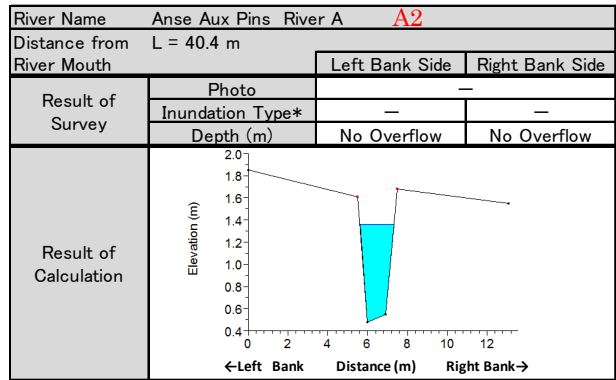 River Name Anse Aux Pins River A A2
Distance from River Mouth L = 40.4 m
Left Bank Side Right Bank Side
Result of Survey
Photo —
Inundation Type* — —
Depth (m) No Overflow No Overflow
Result of Calculation
Elevation (m)
2.0
1.8
1.6
1.4
1.2
1.0
0.8
0.6
0.4
0 2 4 6 8 10 12
←Left Bank Distance (m) Right Bank→